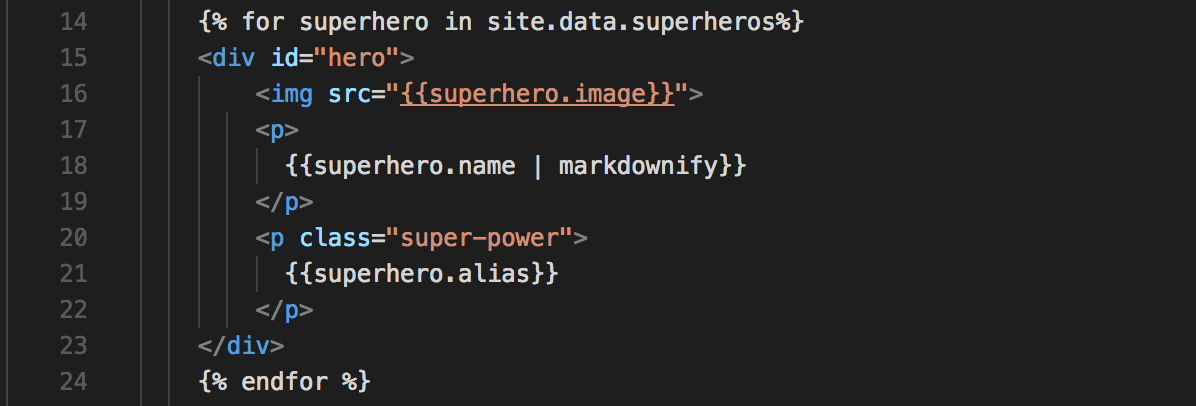 14 {% for superhero in site.data.superheros%}
15 <div id="hero">
16 <img src="{{superhero.image}}">
17 <p>
18 {{superhero.name | markdownify}}
19 </p>
20 <p class="super-power">
21 {{superhero.alias}}
22 </p>
23 </div>
24 {% endfor %}